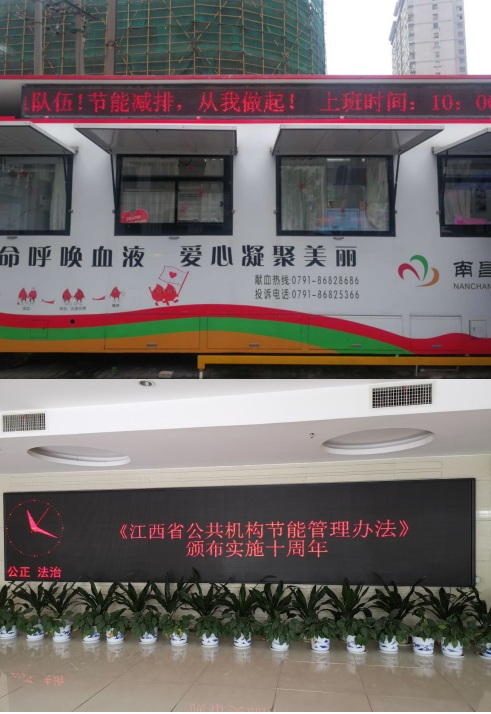 队伍!节能减排，从我做起! 上班时间：10：0
命呼唤血液 爱心凝聚美丽
献血热线:0791-86828686
投诉电话:0791-86825366
南昌
NANCHAN
《江西省公共机构节能管理办法》
颁布实施十周年
公正 法治